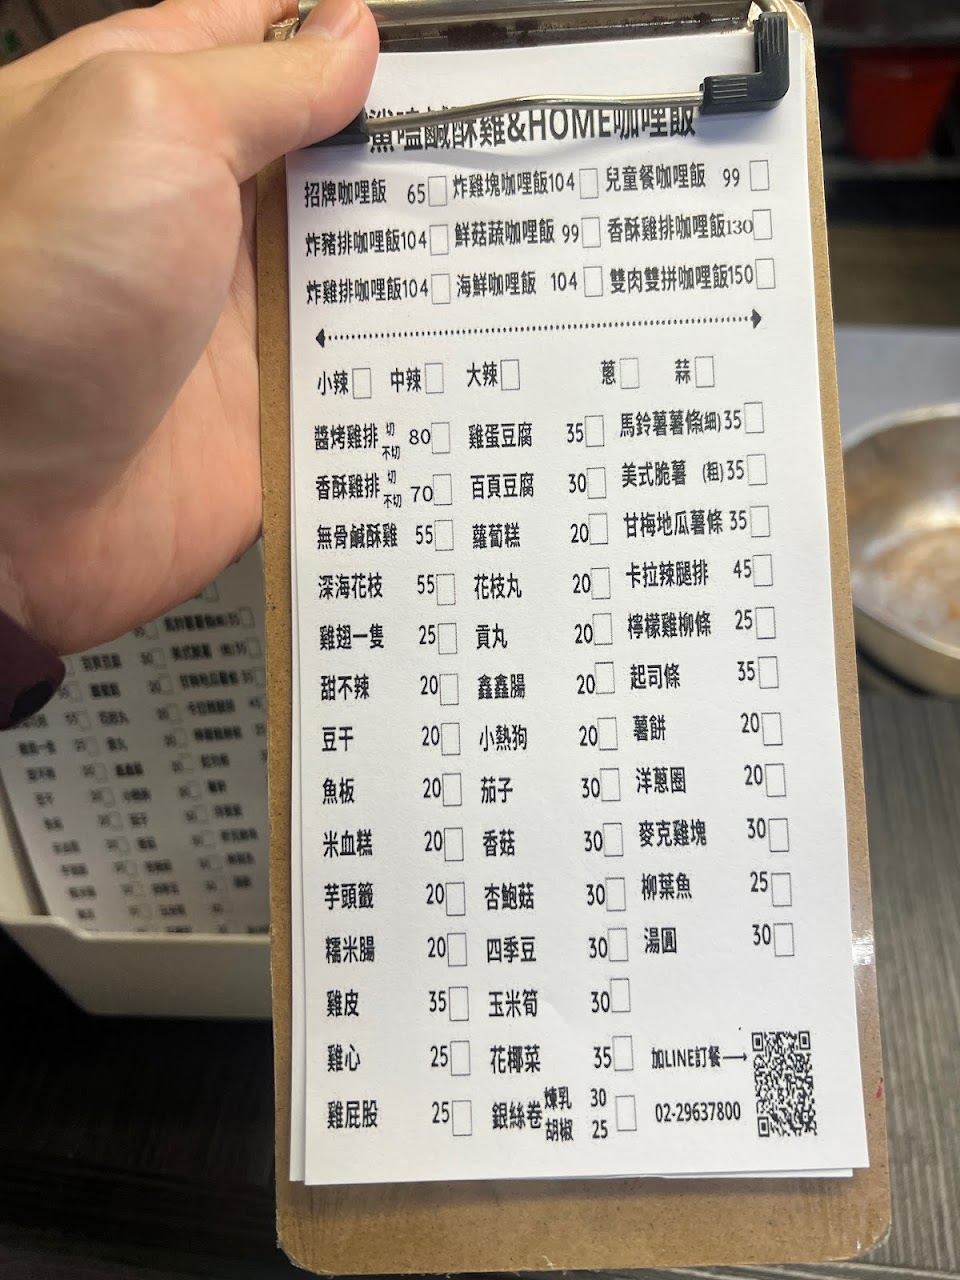 鹹酥雞&HOME咖哩飯
招牌咖哩飯 65 炸雞塊咖哩飯104 兒童餐咖哩飯 99
炸豬排咖哩飯104 鮮菇蔬咖哩飯 99 香酥雞排咖哩飯130
炸雞排咖哩飯104 海鮮咖哩飯 104 雙肉雙拼咖哩飯150
小辣 中辣 大辣 蔥 蒜
醬烤雞排 切 不切 80 雞蛋豆腐 35 馬鈴薯薯條(細)35
香酥雞排 切 不切 70 百頁豆腐 30 美式脆薯 (粗)35
無骨鹹酥雞 55 蘿蔔糕 20 甘梅地瓜薯條 35
深海花枝 55 花枝丸 20 卡拉辣腿排 45
雞翅一隻 25 貢丸 20 檸檬雞柳條 25
甜不辣 20 鑫鑫腸 20 起司條 35
豆干 20 小熱狗 20 薯餅 20
魚板 20 茄子 30 洋蔥圈 20
米血糕 20 香菇 30 麥克雞塊 30
芋頭籤 20 杏鮑菇 30 柳葉魚 25
糯米腸 20 四季豆 30 湯圓 30
雞皮 35 玉米筍 30
雞心 25 花椰菜 35 加LINE訂餐→
雞屁股 25 銀絲卷 煉乳 30 胡椒 25 02-29637800